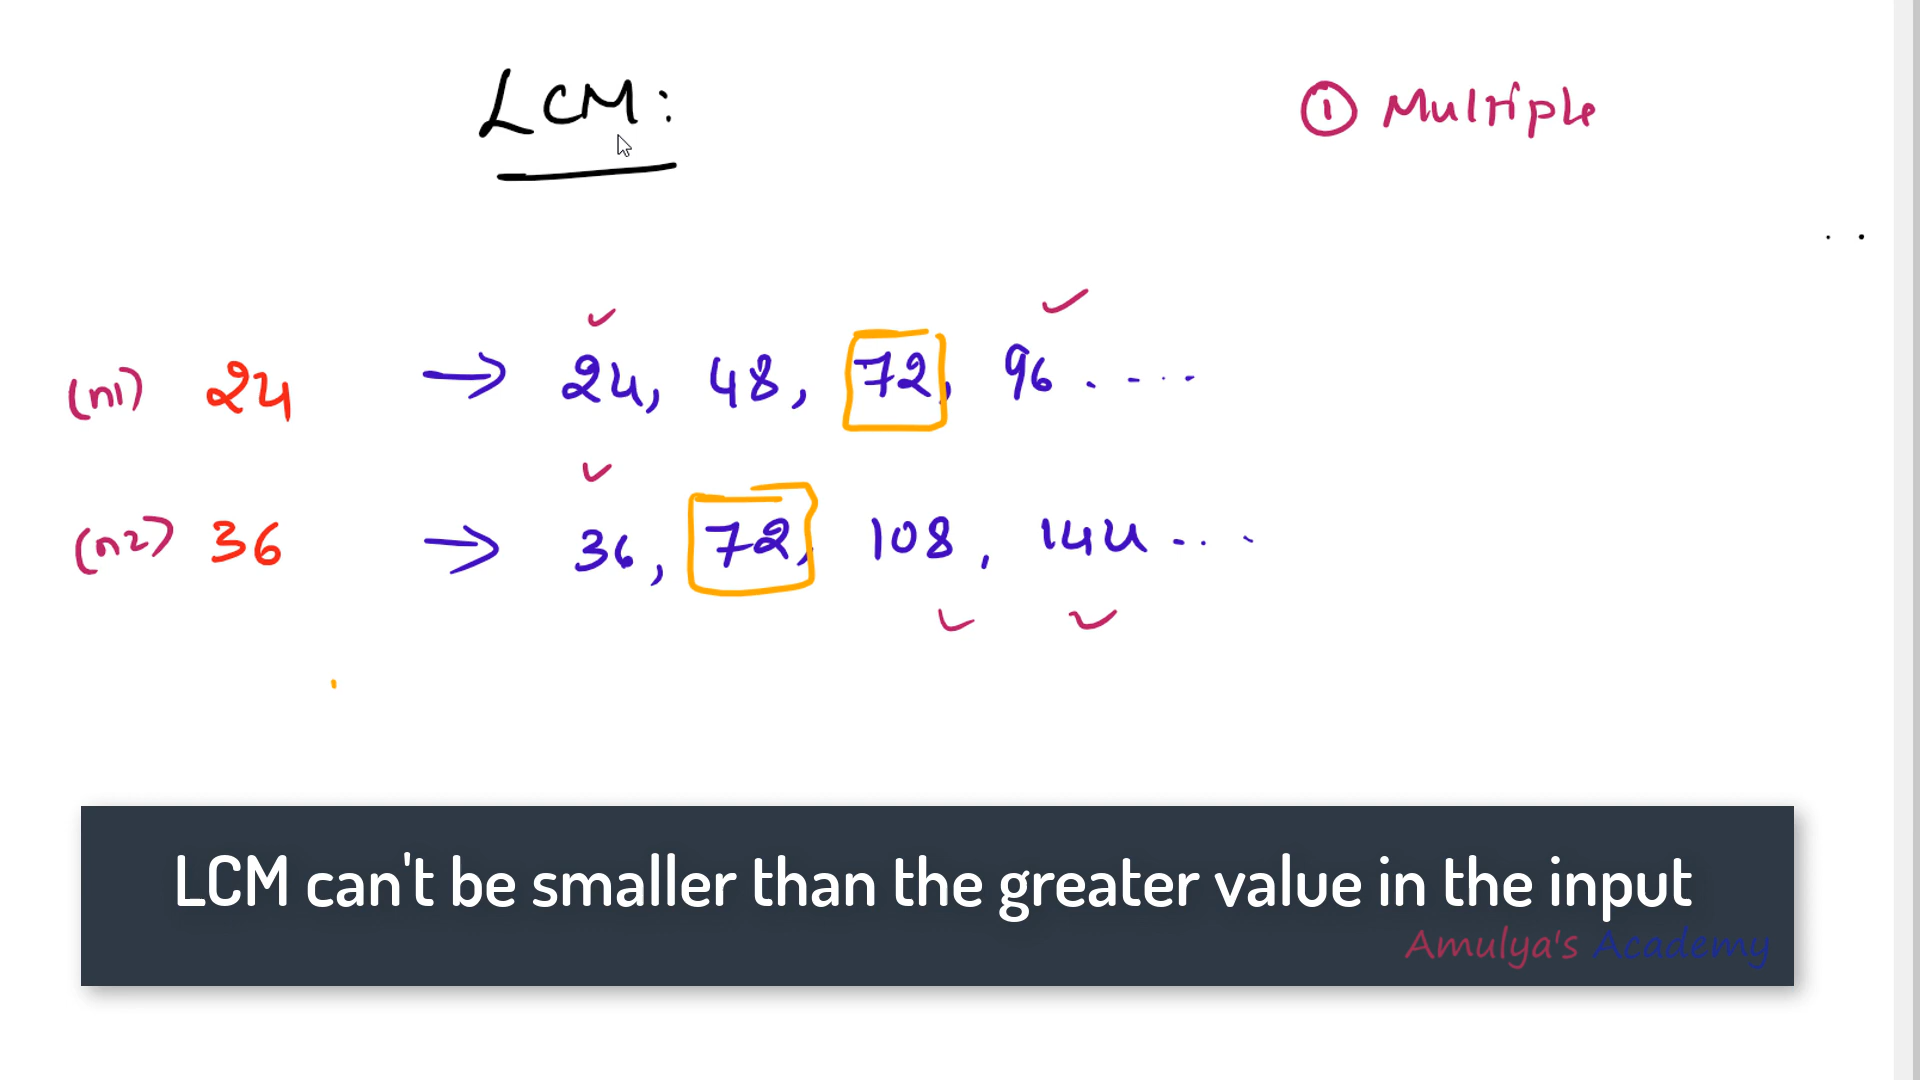 LCM:
① Multiple
(n1) 24 → 24, 48, 72, 96 . - . . .
(n2) 36 → 36, 72, 108, 144 . . . .
LCM can't be smaller than the greater value in the input
Amulya's Academy